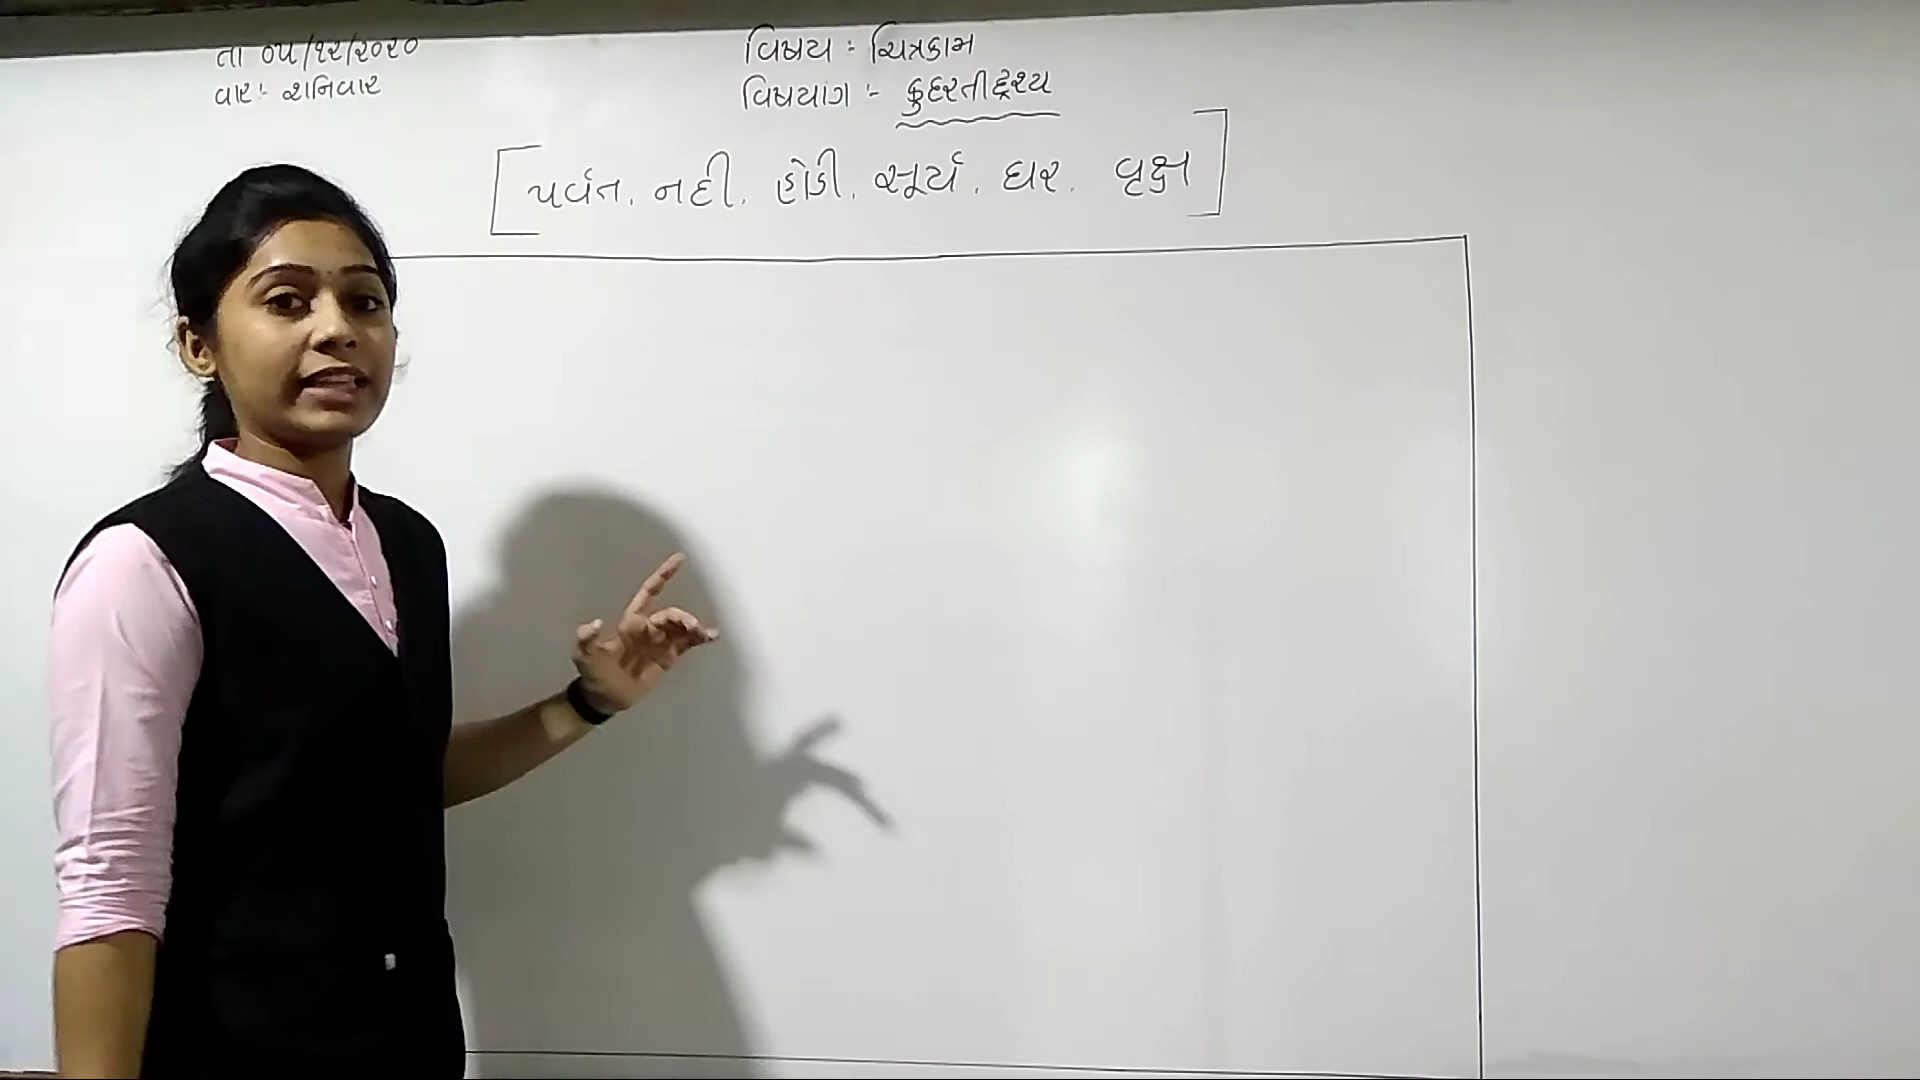 તા ૦૫/૧૨/૨૦૨૦
વાર:- શનિવાર
વિષય :- ચિત્રકામ
વિષયાંગ :- કુદરતીદ્રશ્ય
[પર્વત. નદી. હોડી. સૂર્ય. ઘર. વૃક્ષ]